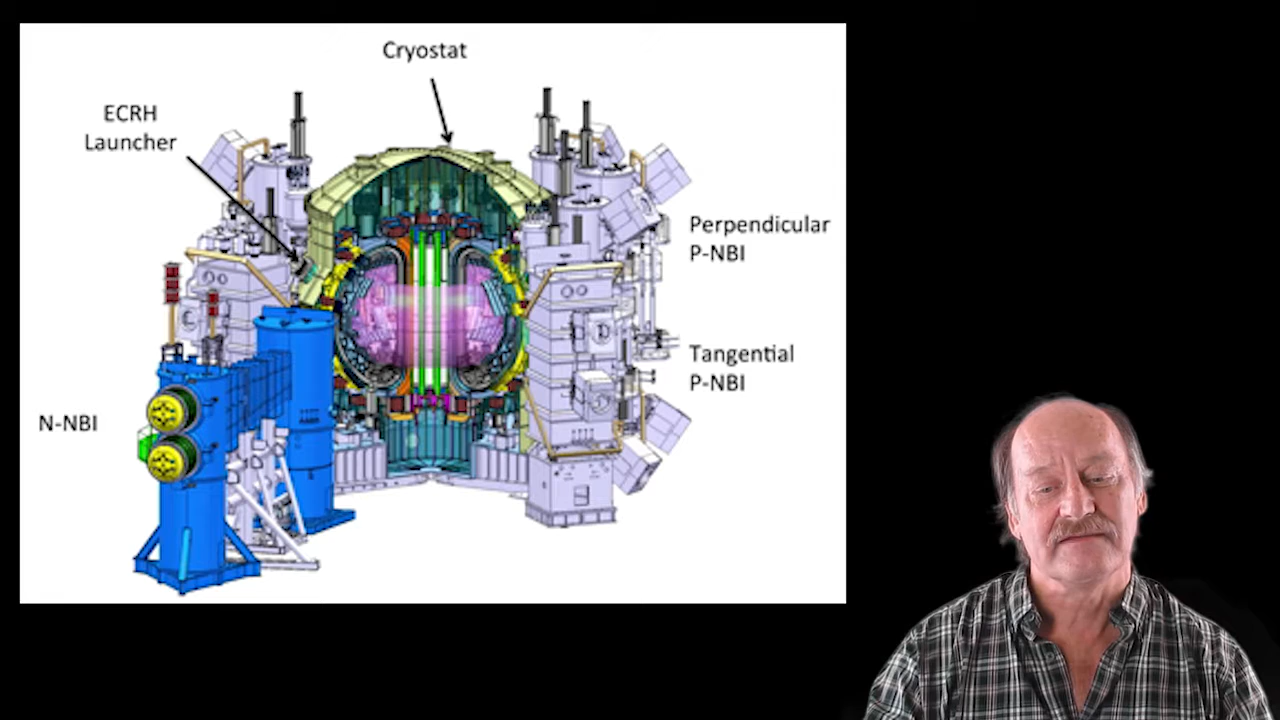 Cryostat
ECRH
Launcher
Perpendicular
P-NBI
Tangential
P-NBI
N-NBI